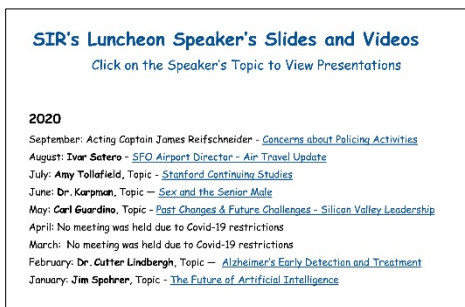 SIR's Luncheon Speaker's Slides and Videos
Click on the Speaker's Topic to View Presentations
2020
September: Acting Captain James Reifschneider - Concerns about Policing Activities
August: Ivar Satero - SFO Airport Director - Air Travel Update
July: Amy Tollafield, Topic - Stanford Continuing Studies
June: Dr. Karpman, Topic — Sex and the Senior Male
May: Carl Guardino, Topic - Past Changes & Future Challenges - Silicon Valley Leadership
April: No meeting was held due to Covid-19 restrictions
March: No meeting was held due to Covid-19 restrictions
February: Dr. Cutter Lindbergh, Topic — Alzheimer's Early Detection and Treatment
January: Jim Spohrer, Topic - The Future of Artificial Intelligence